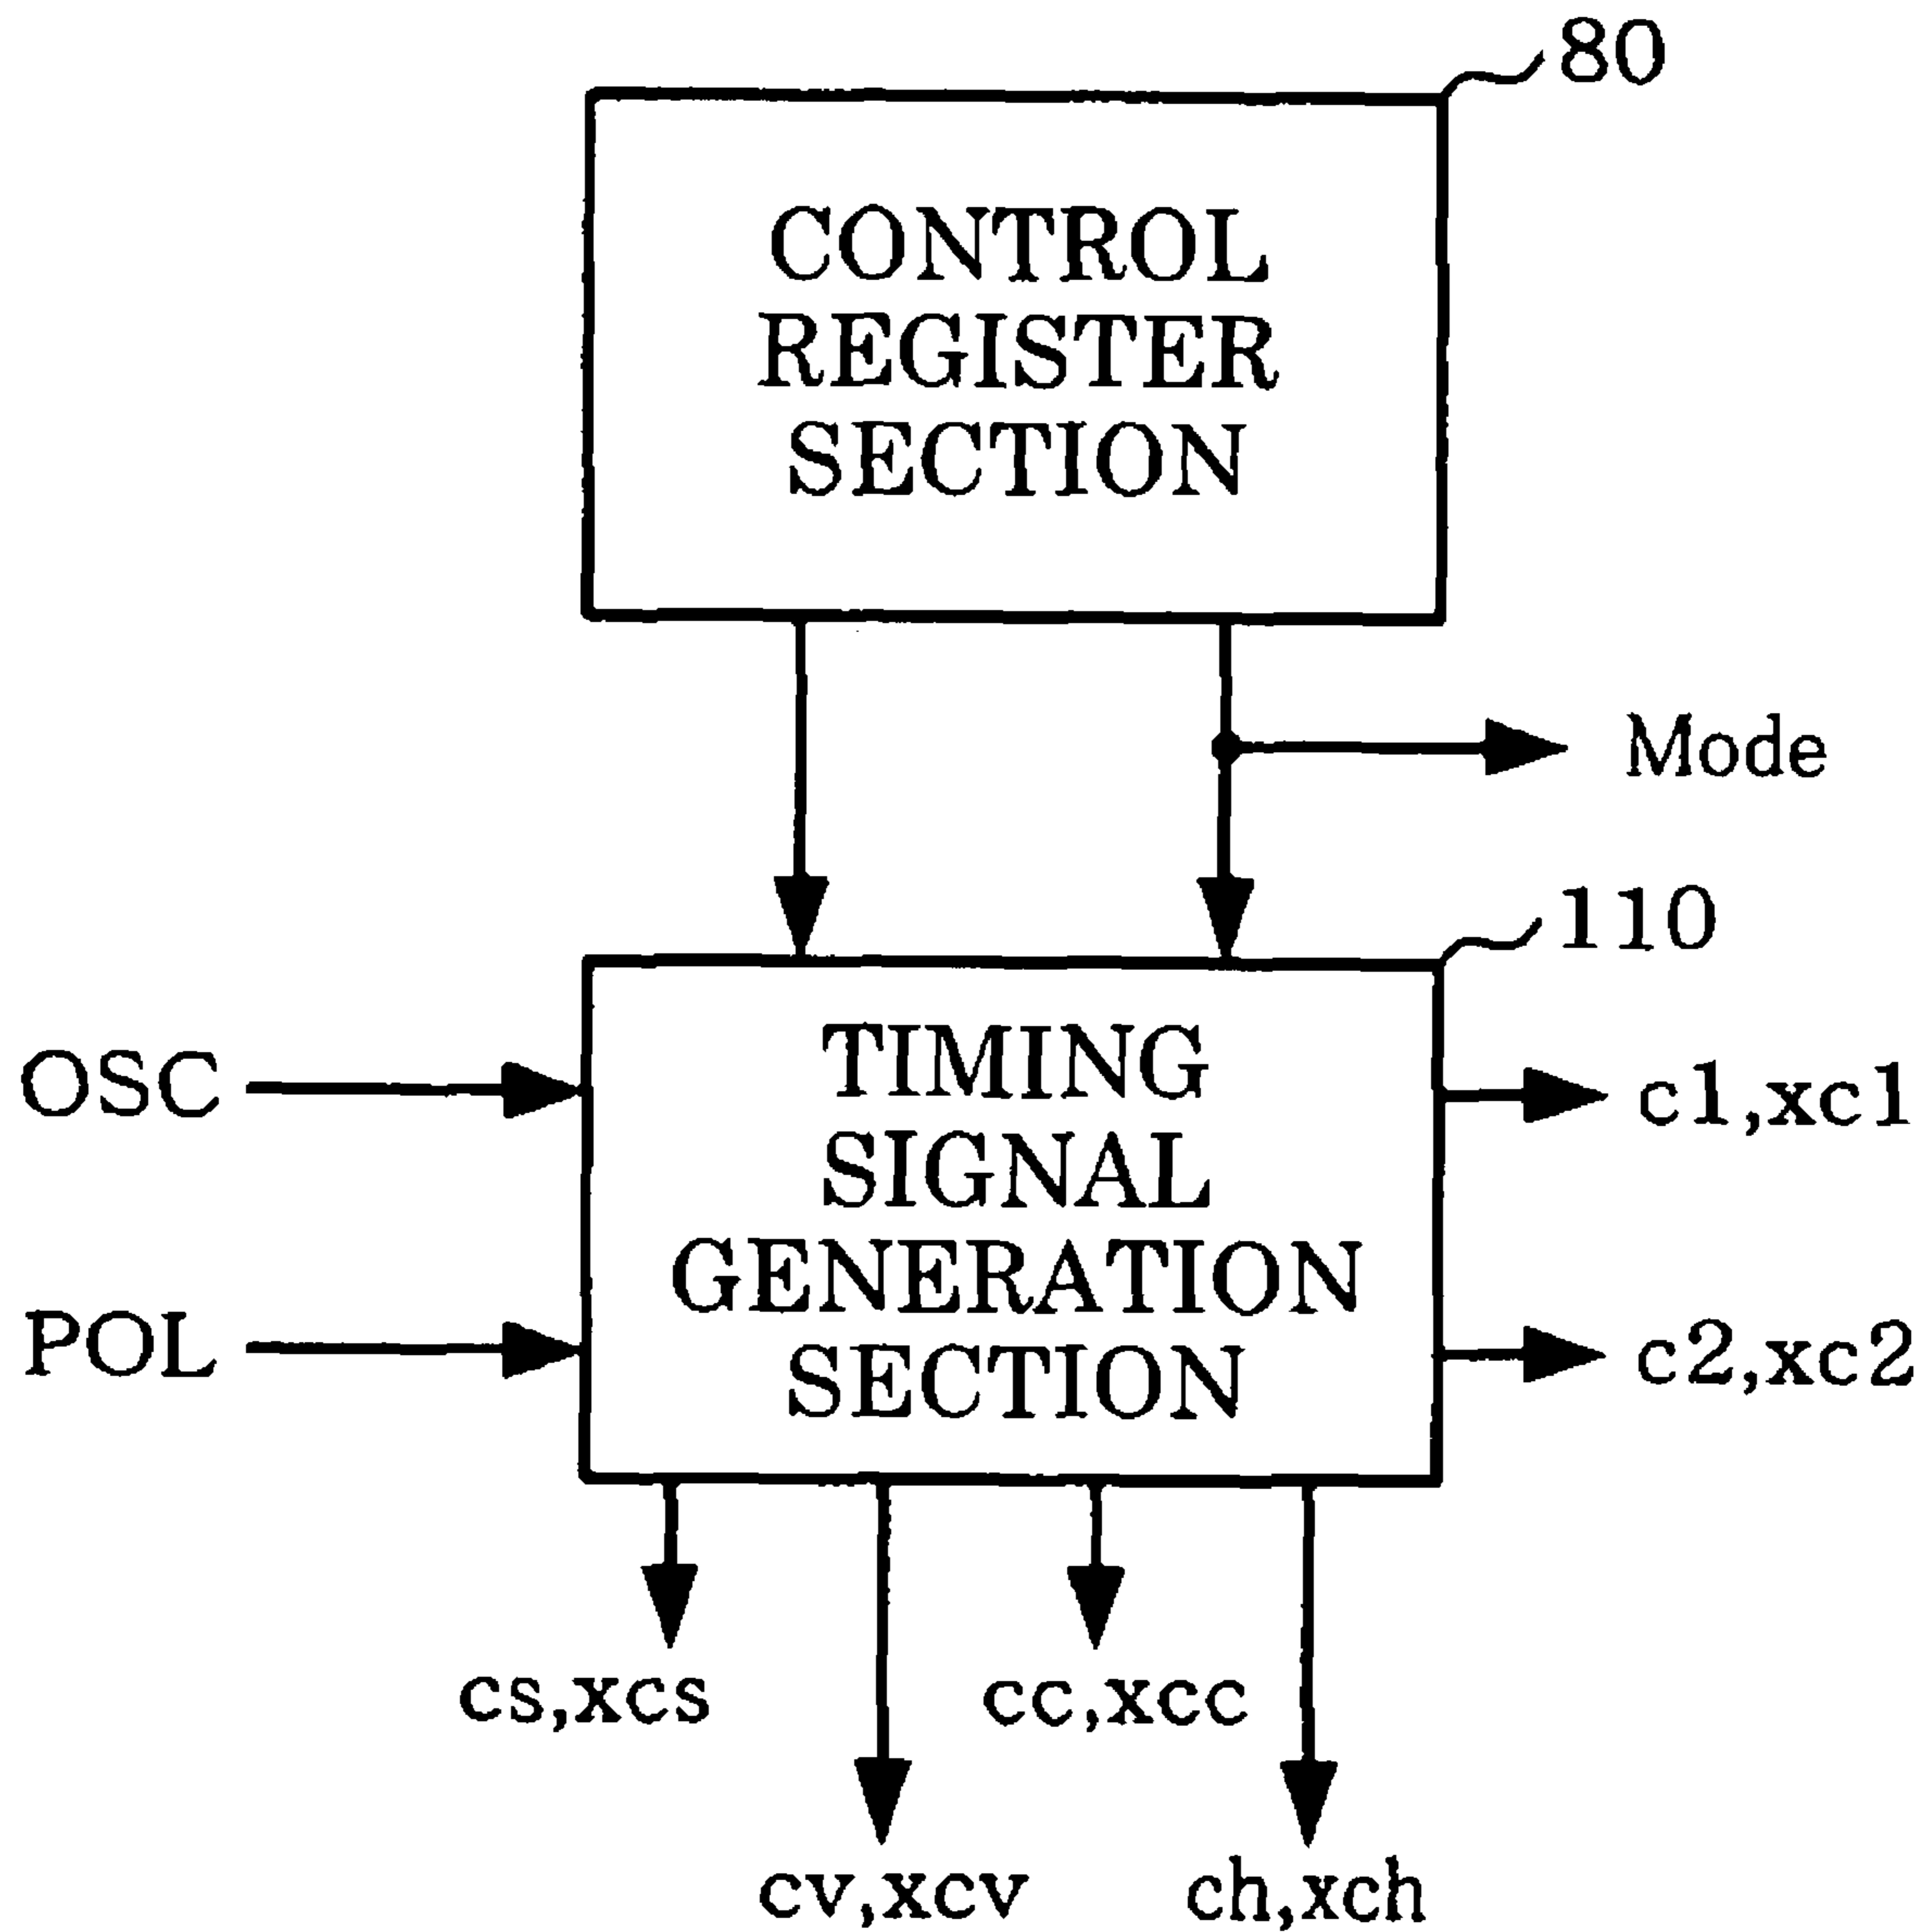 80
CONTROL
REGISTER
SECTION
Mode
110
OSC
POL
TIMING
SIGNAL
GENERATION
SECTION
c1,xc1
c2,xc2
cs,xcs
cc,xcc
cv,xcv
ch,xch